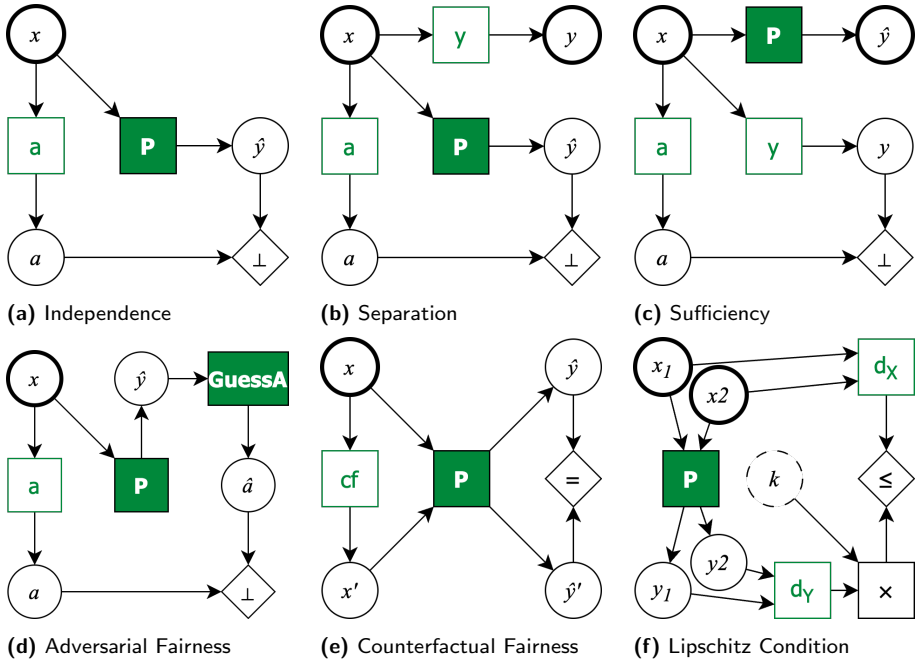 x
a
P
ŷ
a
⊥
(a) Independence
x
y
y
a
P
ŷ
a
⊥
(b) Separation
x
P
ŷ
a
y
y
a
⊥
(c) Sufficiency
x
ŷ
GuessA
a
P
â
a
⊥
(d) Adversarial Fairness
x
ŷ
cf
P
=
x'
ŷ'
(e) Counterfactual Fairness
x1
x2
dX
P
k
≤
y1
y2
dY
×
(f) Lipschitz Condition